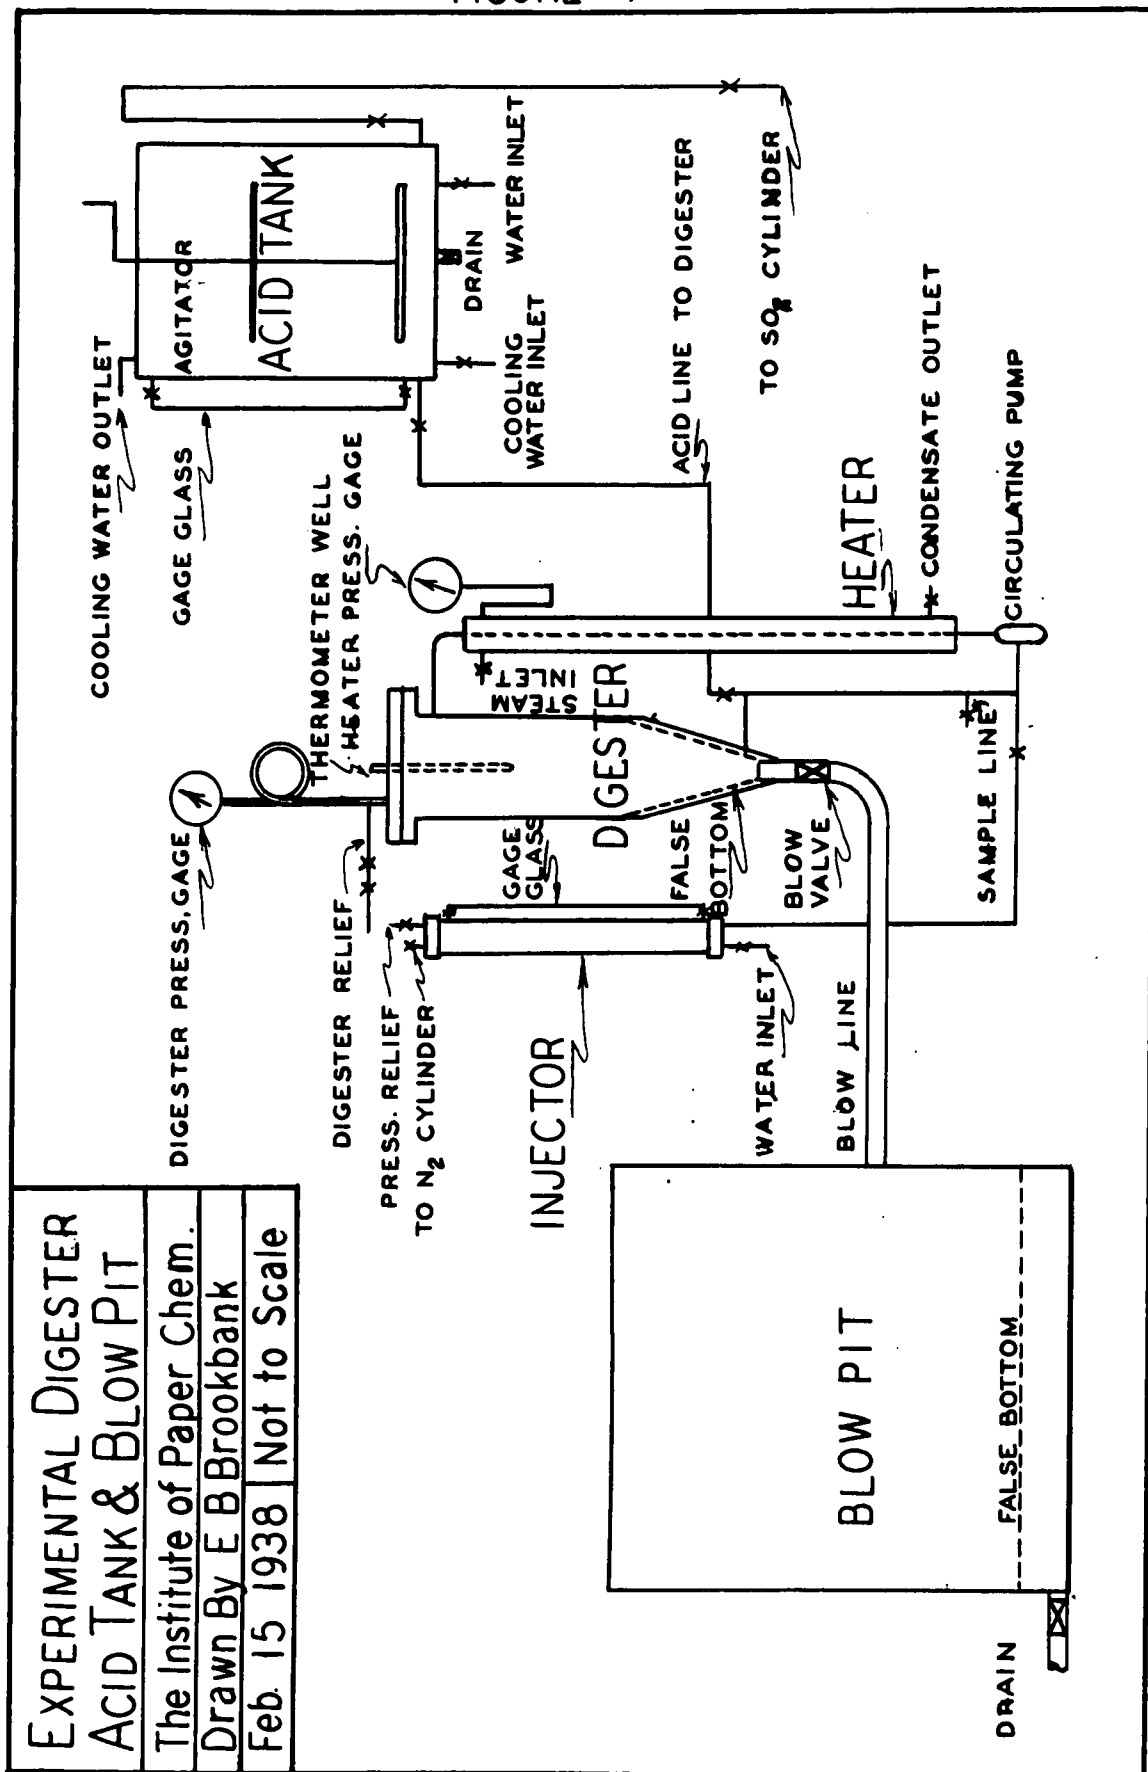 EXPERIMENTAL DIGESTER
ACID TANK & BLOW PIT
The Institute of Paper Chem.
Drawn By E B Brookbank
Feb. 15 1938 Not to Scale
DIGESTER PRESS. GAGE
COOLING WATER OUTLET
GAGE GLASS
AGITATOR
ACID TANK
THERMOMETER WELL
HEATER PRESS. GAGE
DIGESTER RELIEF
PRESS. RELIEF
TO N2 CYLINDER
DRAIN
WATER INLET
COOLING
WATER INLET
STEAM
INLET
GAGE
GLASS
INJECTOR
DIGESTER
FALSE
BOTTOM
ACID LINE TO DIGESTER
TO SO2 CYLINDER
WATER INLET
BLOW
VALVE
BLOW LINE
HEATER
CONDENSATE OUTLET
SAMPLE LINE
CIRCULATING PUMP
BLOW PIT
FALSE BOTTOM
DRAIN